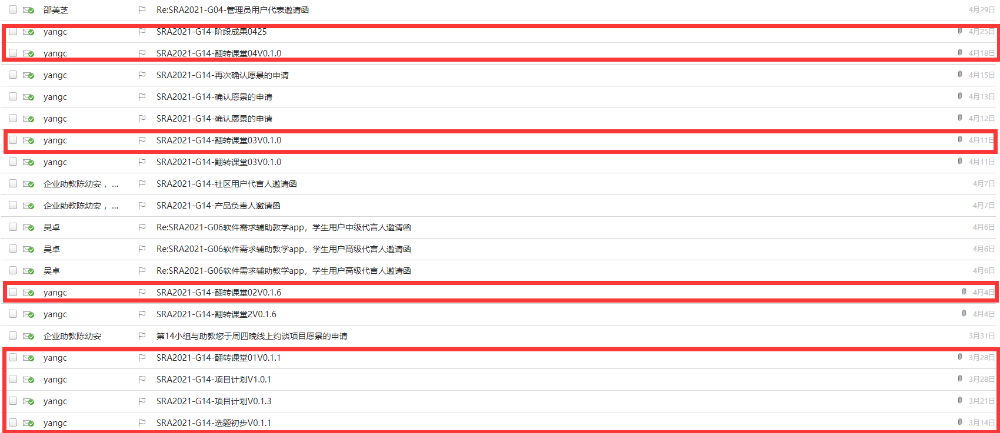 邵美芝 Re:SRA2021-G04-管理员用户代表邀请函 4月29日
yangc SRA2021-G14-阶段成果0425 4月25日
yangc SRA2021-G14-翻转课堂04V0.1.0 4月18日
yangc SRA2021-G14-再次确认愿景的申请 4月15日
yangc SRA2021-G14-确认愿景的申请 4月13日
yangc SRA2021-G14-确认愿景的申请 4月12日
yangc SRA2021-G14-翻转课堂03V0.1.0 4月11日
yangc SRA2021-G14-翻转课堂03V0.1.0 4月11日
企业助教陈幼安，... SRA2021-G14-社区用户代言人邀请函 4月7日
企业助教陈幼安，... SRA2021-G14-产品负责人邀请函 4月7日
吴卓 Re:SRA2021-G06软件需求辅助教学app，学生用户中级代言人邀请函 4月6日
吴卓 Re:SRA2021-G06软件需求辅助教学app，学生用户高级代言人邀请函 4月6日
吴卓 Re:SRA2021-G06软件需求辅助教学app，学生用户高级代言人邀请函 4月6日
yangc SRA2021-G14-翻转课堂02V0.1.6 4月4日
yangc SRA2021-G14-翻转课堂2V0.1.6 4月4日
企业助教陈幼安 第14小组与助教您于周四晚线上约谈项目愿景的申请 3月31日
yangc SRA2021-G14-翻转课堂01V0.1.1 3月28日
yangc SRA2021-G14-项目计划V1.0.1 3月28日
yangc SRA2021-G14-项目计划V0.1.3 3月21日
yangc SRA2021-G14-选题初步V0.1.1 3月14日